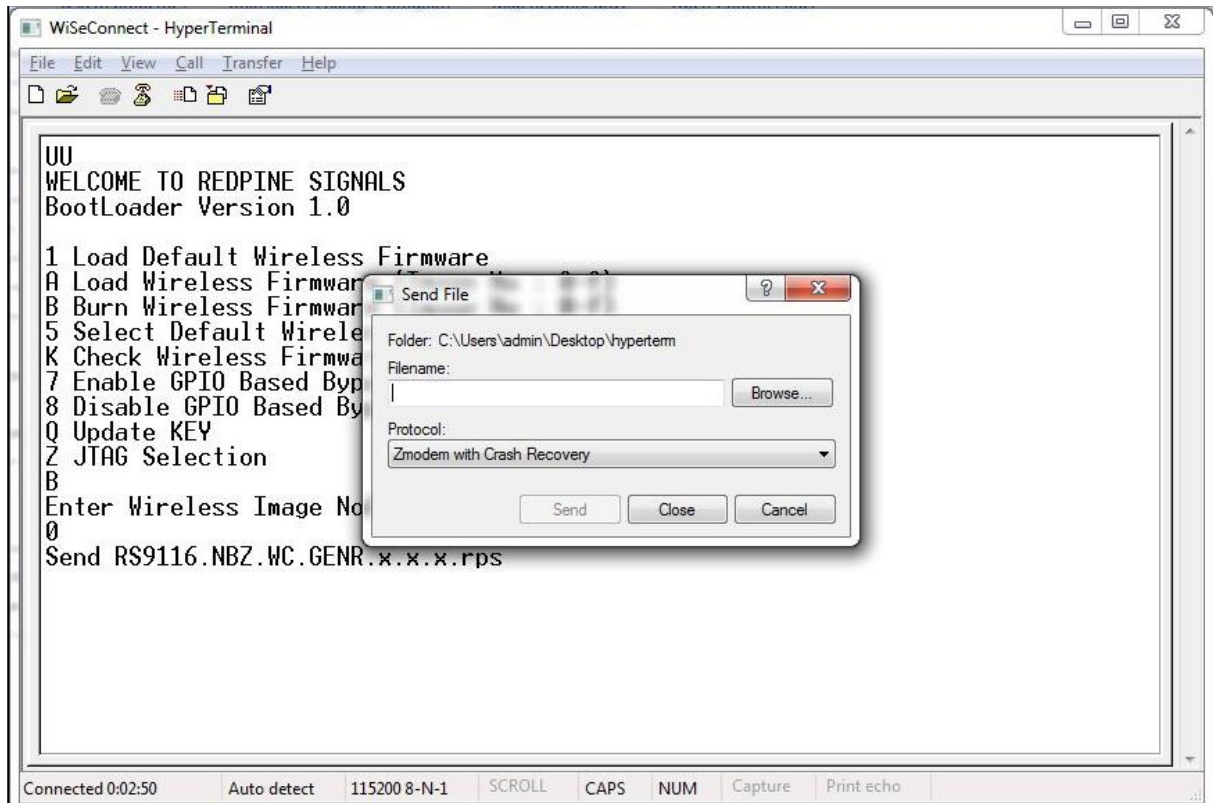 WiSeConnect - HyperTerminal
File Edit View Call Transfer Help
UU
WELCOME TO REDPINE SIGNALS
BootLoader Version 1.0
1 Load Default Wireless Firmware
A Load Wireless Firmwar
B Burn Wireless Firmwar
5 Select Default Wirele
K Check Wireless Firmwa
7 Enable GPIO Based Byp
8 Disable GPIO Based By
Q Update KEY
Z JTAG Selection
B
Enter Wireless Image No
0
Send RS9116.NBZ.WC.GENR.x.x.x.rps
Send File
Folder: C:\Users\admin\Desktop\hyperterm
Filename:
Browse...
Protocol:
Zmodem with Crash Recovery
Send Close Cancel
Connected 0:02:50 Auto detect 115200 8-N-1 SCROLL CAPS NUM Capture Print echo